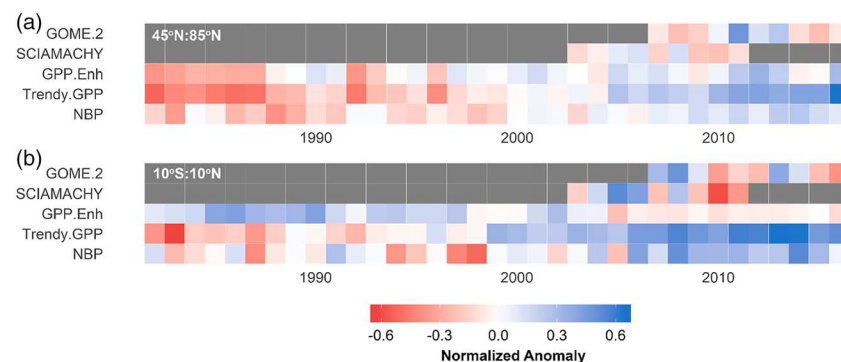 (a)
45°N:85°N
GOME.2
SCIAMACHY
GPP.Enh
Trendy.GPP
NBP
1990 2000 2010
(b)
10°S:10°N
GOME.2
SCIAMACHY
GPP.Enh
Trendy.GPP
NBP
1990 2000 2010
-0.6 -0.3 0.0 0.3 0.6
Normalized Anomaly